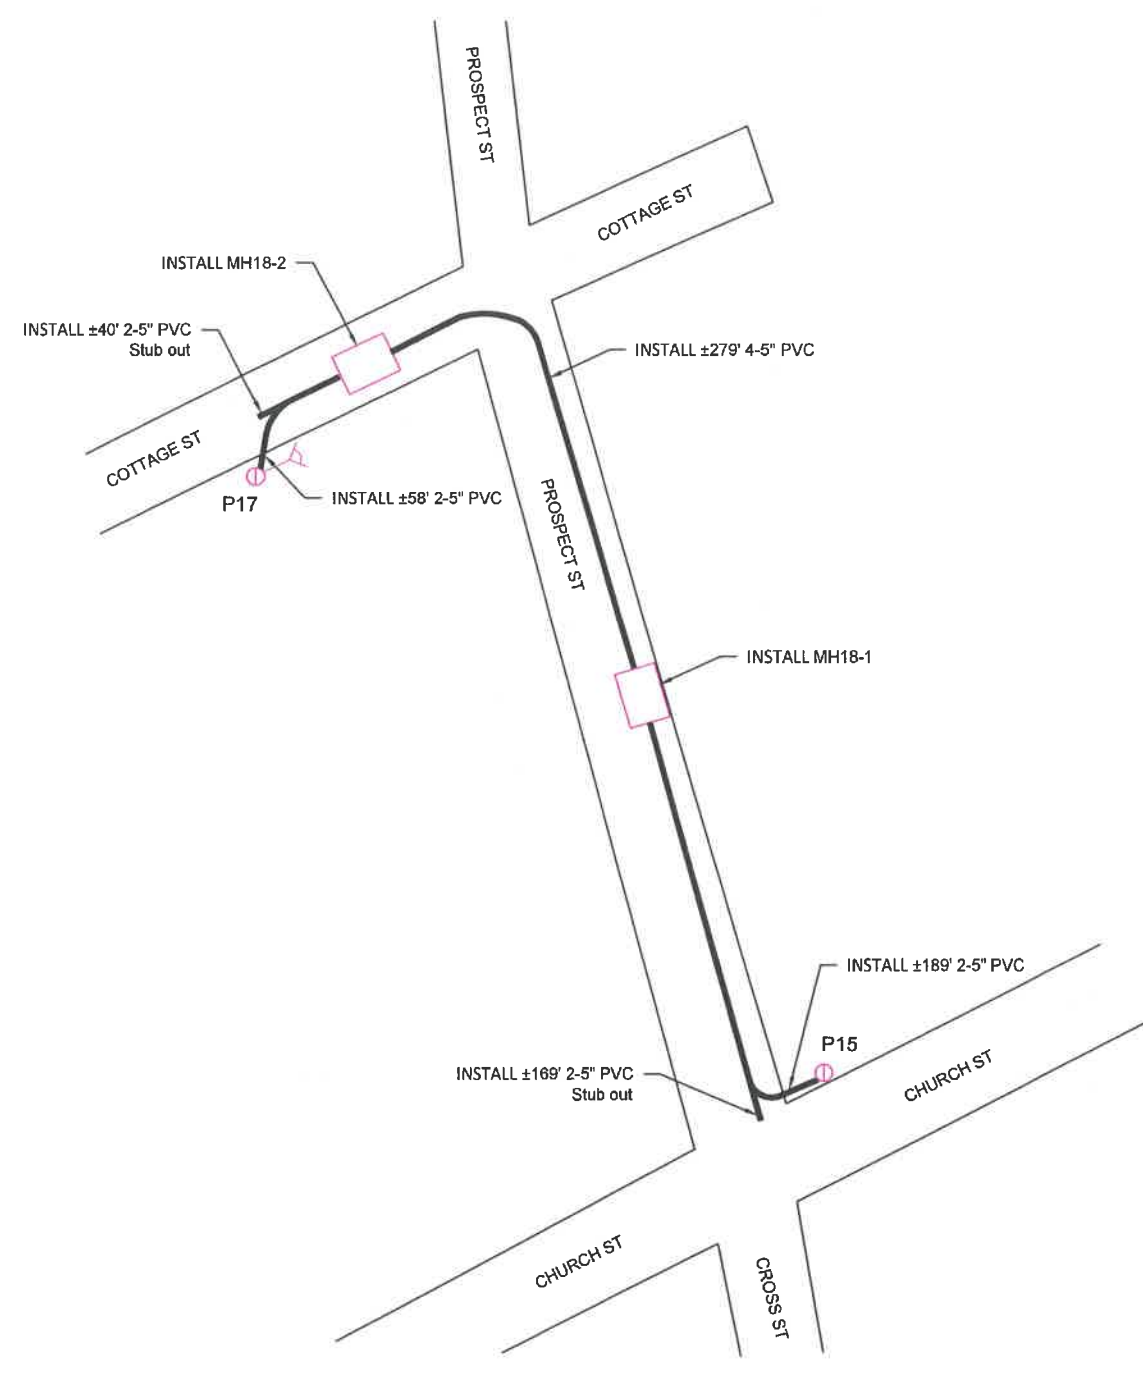 PROSPECT ST
COTTAGE ST
INSTALL MH18-2
INSTALL ±40' 2-5" PVC
Stub out
INSTALL ±279' 4-5" PVC
COTTAGE ST
P17
INSTALL ±58' 2-5" PVC
PROSPECT ST
INSTALL MH18-1
INSTALL ±189' 2-5" PVC
P15
INSTALL ±169' 2-5" PVC
Stub out
CHURCH ST
CHURCH ST
CROSS ST